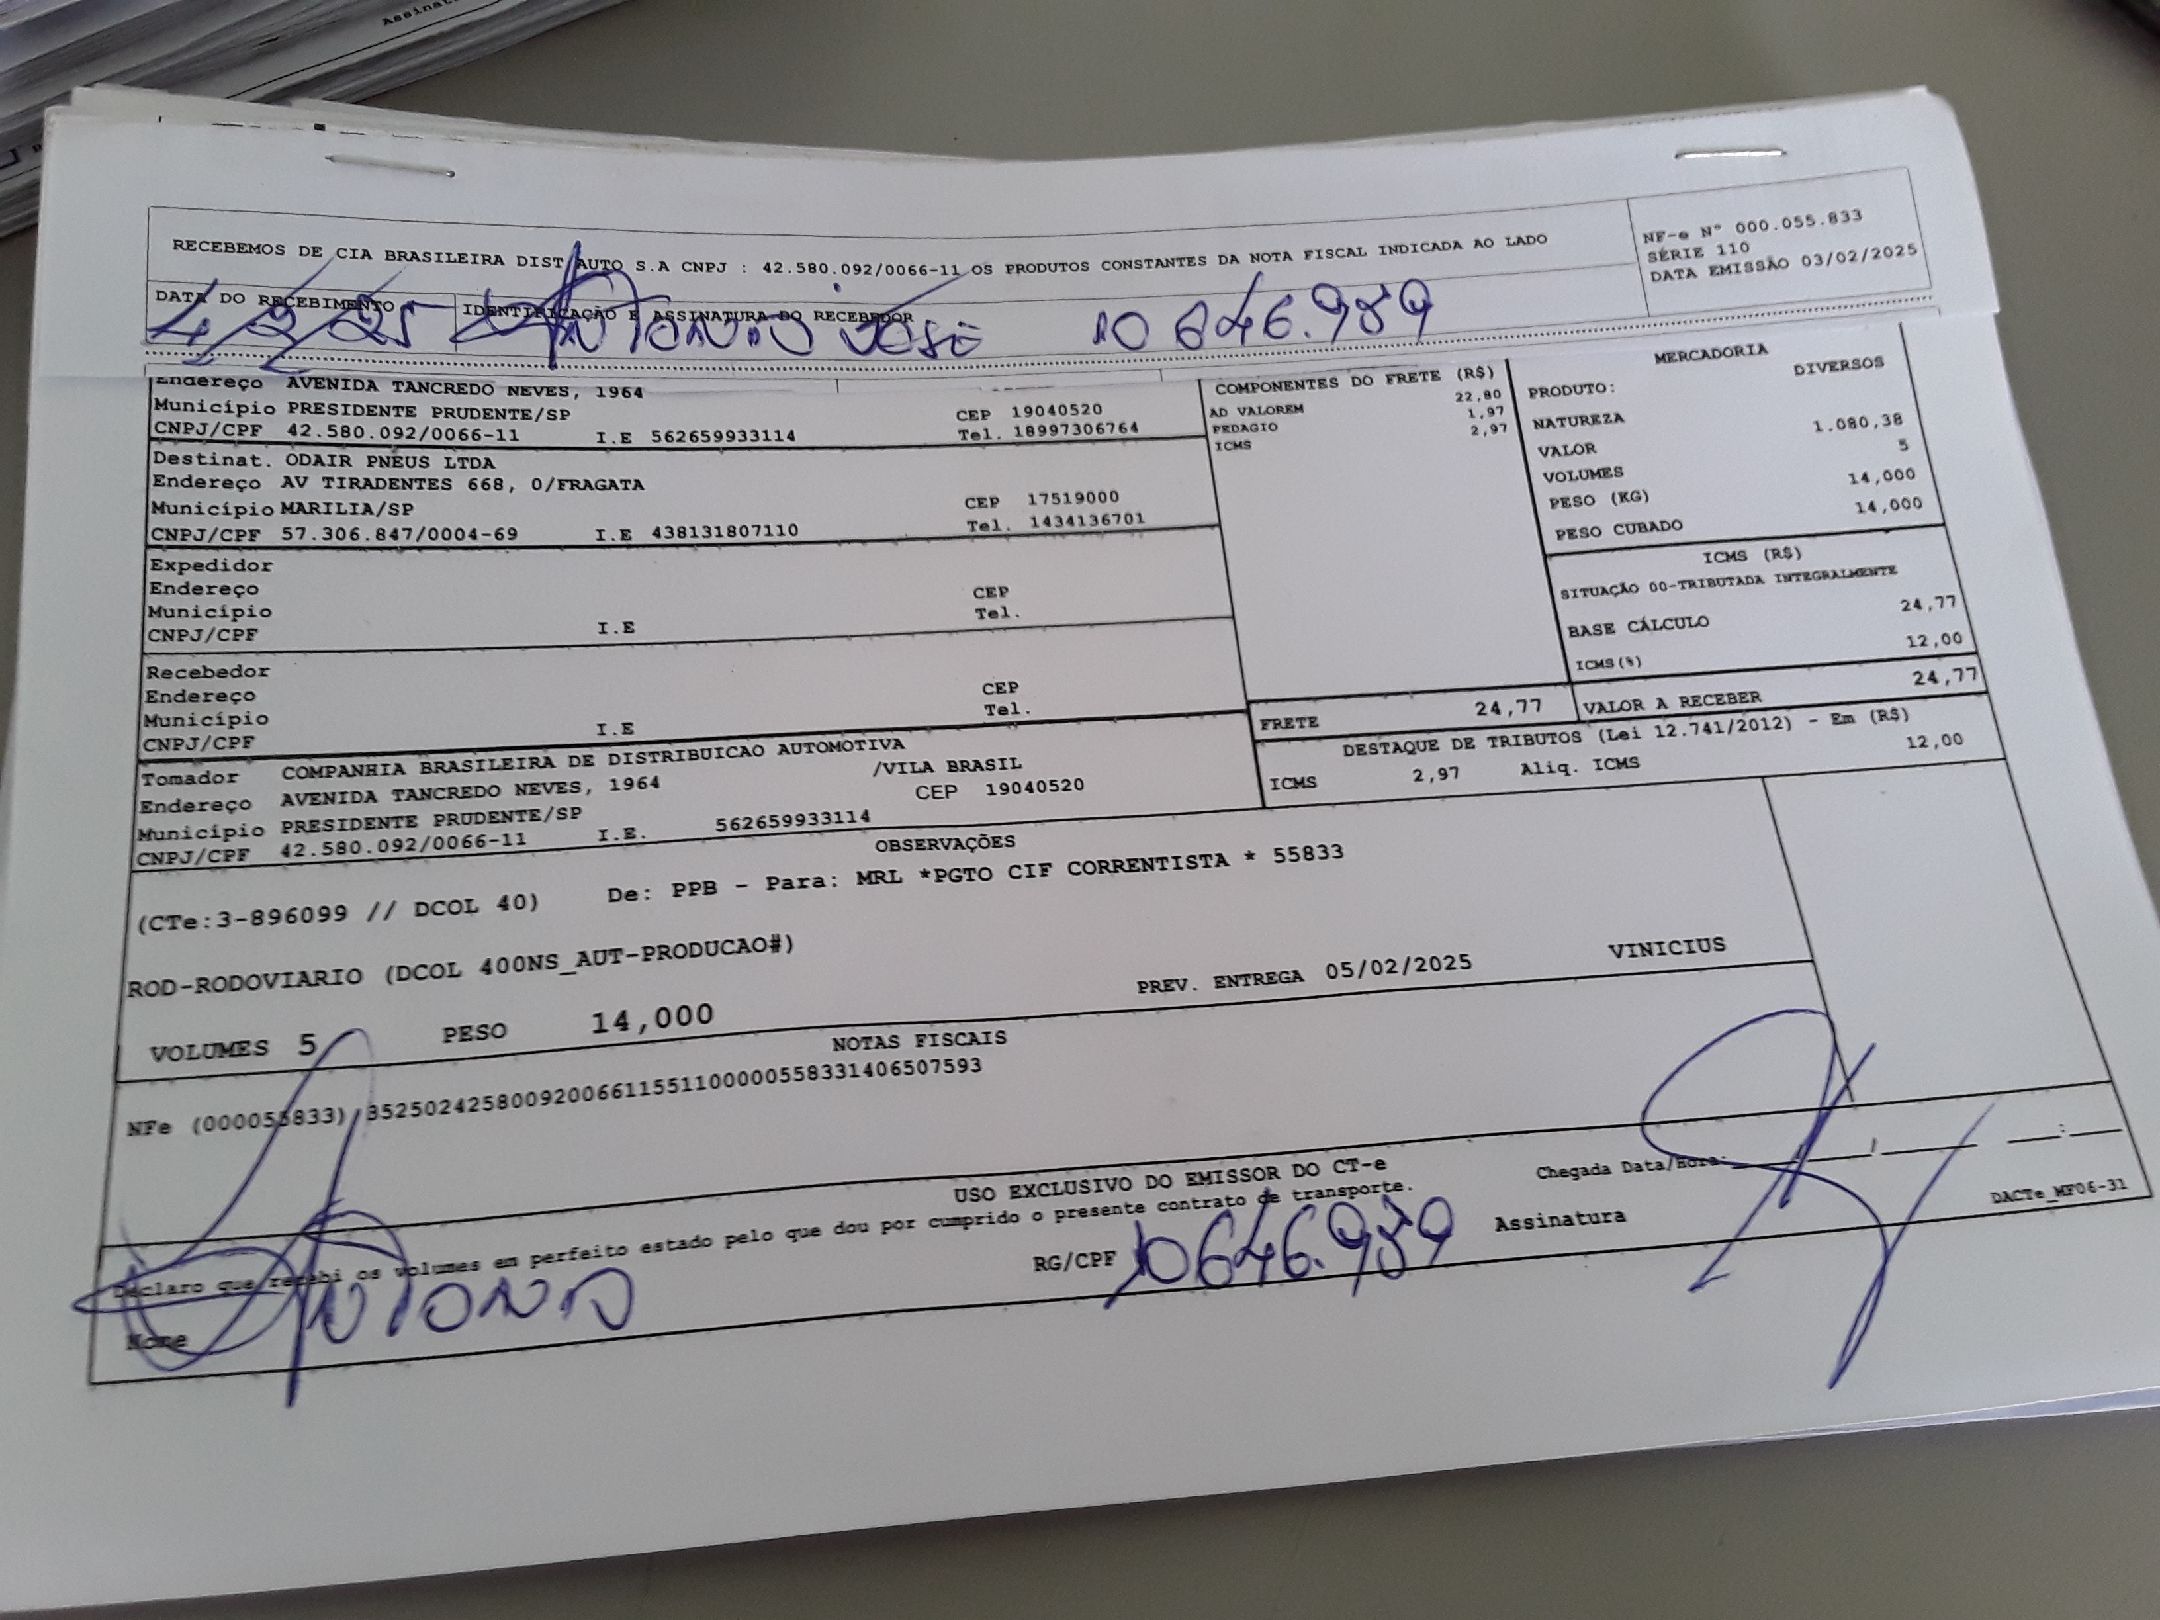 Assinat
RECEBEMOS DE CIA BRASILEIRA DIST AUTO S.A CNPJ : 42.580.092/0066-11 OS PRODUTOS CONSTANTES DA NOTA FISCAL INDICADA AO LADO
NF-e N° 000.055.833
SÉRIE 110
DATA EMISSÃO 03/02/2025
DATA DO RECEBIMENTO
IDENTIFICAÇÃO E ASSINATURA DO RECEBEDOR
4/2/25 ANTONIO JOSÉ 10 646.989
Endereço AVENIDA TANCREDO NEVES, 1964
Município PRESIDENTE PRUDENTE/SP CEP 19040520
CNPJ/CPF 42.580.092/0066-11 I.E 562659933114 Tel. 18997306764
Destinat. ODAIR PNEUS LTDA
Endereço AV TIRADENTES 668, 0/FRAGATA
Município MARILIA/SP CEP 17519000
CNPJ/CPF 57.306.847/0004-69 I.E 438131807110 Tel. 1434136701
Expedidor
Endereço CEP
Município Tel.
CNPJ/CPF I.E
Recebedor
Endereço CEP
Município Tel.
CNPJ/CPF I.E
Tomador COMPANHIA BRASILEIRA DE DISTRIBUICAO AUTOMOTIVA
Endereço AVENIDA TANCREDO NEVES, 1964 /VILA BRASIL
Município PRESIDENTE PRUDENTE/SP CEP 19040520
CNPJ/CPF 42.580.092/0066-11 I.E. 562659933114
COMPONENTES DO FRETE (R$)
22,80
AD VALOREM 1,97
PEDAGIO 2,97
ICMS
FRETE 24,77
MERCADORIA
PRODUTO: DIVERSOS
NATUREZA
VALOR 1.080,38
VOLUMES 5
PESO (KG) 14,000
PESO CUBADO 14,000
ICMS (R$)
SITUAÇÃO 00-TRIBUTADA INTEGRALMENTE
BASE CÁLCULO 24,77
ICMS(%) 12,00
VALOR A RECEBER 24,77
DESTAQUE DE TRIBUTOS (Lei 12.741/2012) - Em (R$)
ICMS 2,97 Aliq. ICMS 12,00
OBSERVAÇÕES
(CTe:3-896099 // DCOL 40) De: PPB - Para: MRL *PGTO CIF CORRENTISTA * 55833
ROD-RODOVIARIO (DCOL 400NS_AUT-PRODUCAO#)
PREV. ENTREGA 05/02/2025 VINICIUS
VOLUMES 5 PESO 14,000
NOTAS FISCAIS
NFe (000055833) 35250242580092006611551100000558331406507593
USO EXCLUSIVO DO EMISSOR DO CT-e
Declaro que recebi os volumes em perfeito estado pelo que dou por cumprido o presente contrato de transporte.
Chegada Data/Hora: / / :
Nome ANTONIO
RG/CPF 10646.989
Assinatura
DACTe_MF06-31